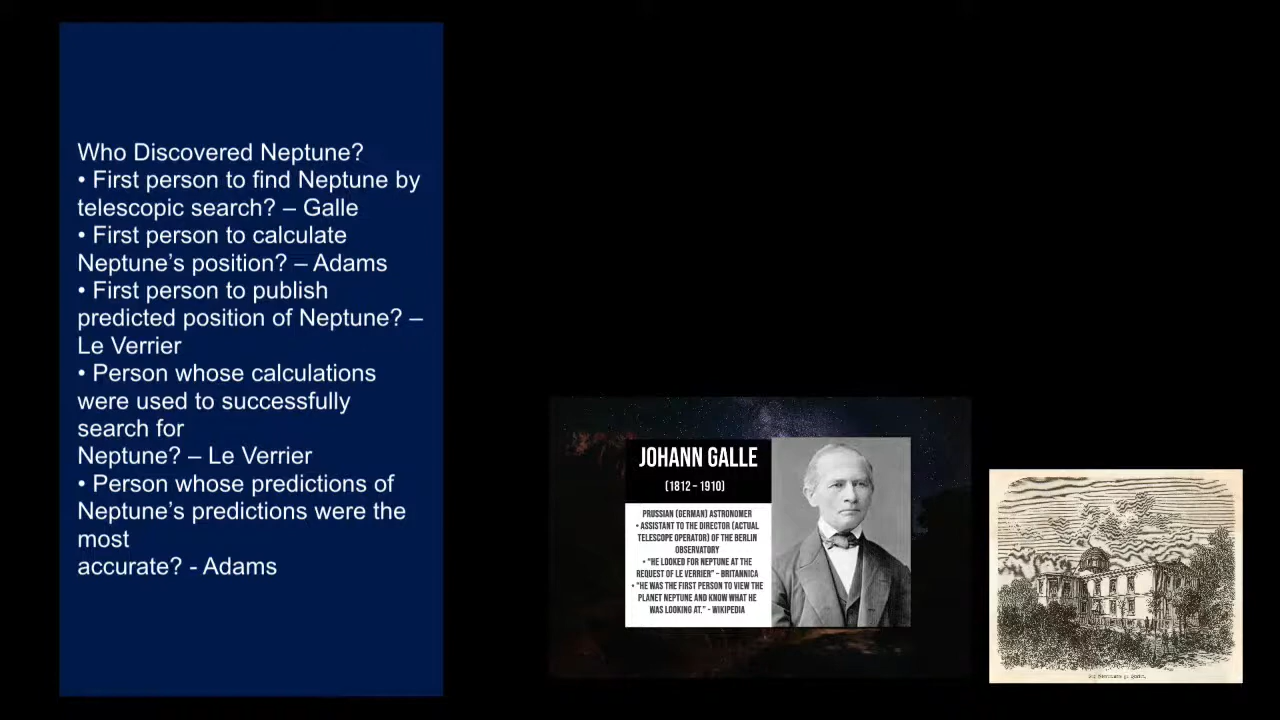 Who Discovered Neptune?
• First person to find Neptune by
telescopic search? – Galle
• First person to calculate
Neptune’s position? – Adams
• First person to publish
predicted position of Neptune? –
Le Verrier
• Person whose calculations
were used to successfully
search for
Neptune? – Le Verrier
• Person whose predictions of
Neptune’s predictions were the
most
accurate? - Adams
JOHANN GALLE
(1812 – 1910)
PRUSSIAN (GERMAN) ASTRONOMER
• ASSISTANT TO THE DIRECTOR (ACTUAL
TELESCOPE OPERATOR) OF THE BERLIN
OBSERVATORY
• "HE LOOKED FOR NEPTUNE AT THE
REQUEST OF LE VERRIER" – BRITANNICA
• "HE WAS THE FIRST PERSON TO VIEW THE
PLANET NEPTUNE AND KNOW WHAT HE
WAS LOOKING AT." - WIKIPEDIA